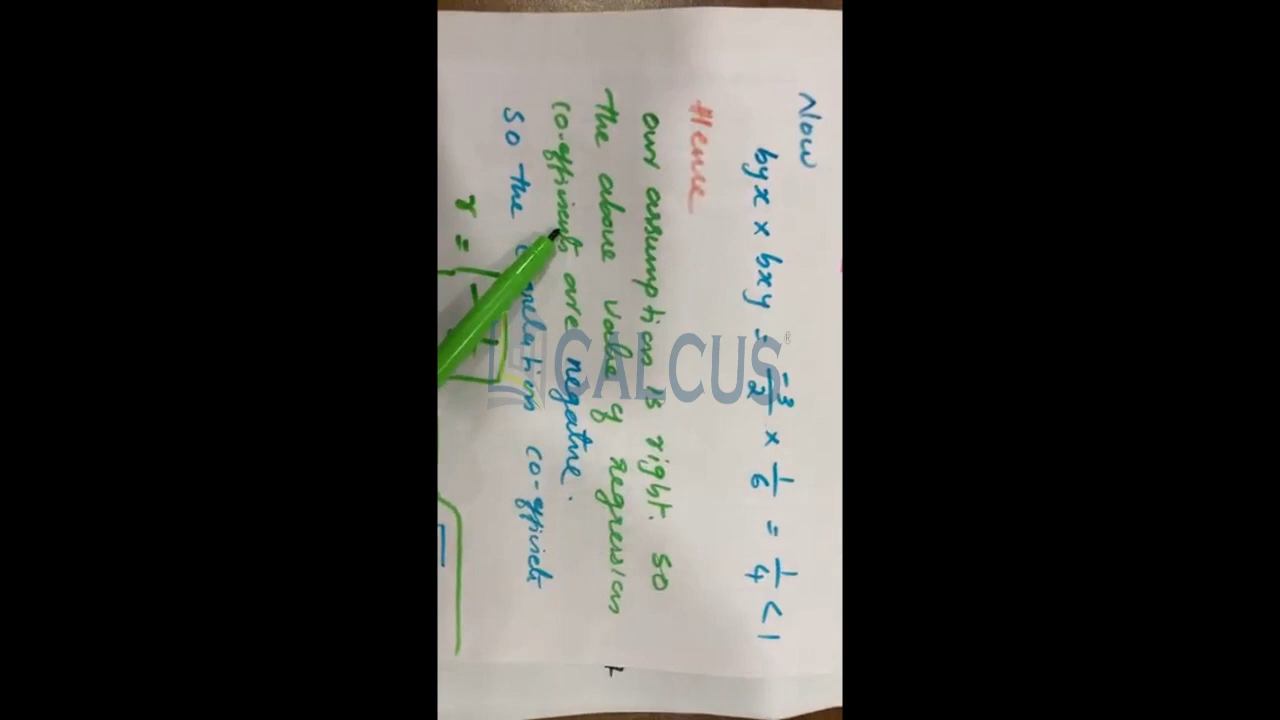 Now
byx × bxy = -3/2 × 1/6 = 1/4 < 1
Hence
our assumption is right. so
the above value of regression
co-efficients are negative.
so the correlation co-efficient
r =
CALCUS®